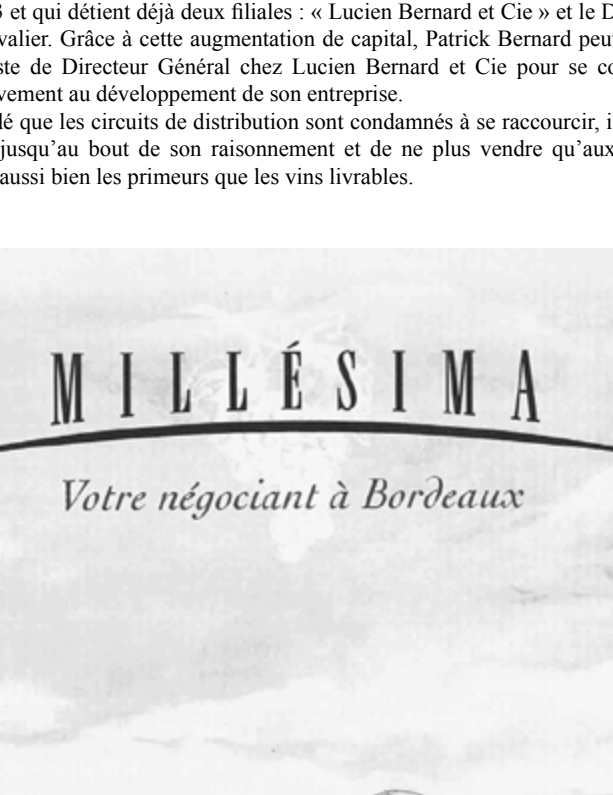 3 et qui détient déjà deux filiales : « Lucien Bernard et Cie » et le D
valier. Grâce à cette augmentation de capital, Patrick Bernard peu
ste de Directeur Général chez Lucien Bernard et Cie pour se co
vement au développement de son entreprise.
dé que les circuits de distribution sont condamnés à se raccourcir, i
jusqu'au bout de son raisonnement et de ne plus vendre qu'aux
aussi bien les primeurs que les vins livrables.
MILLÉSIMA
Votre négociant à Bordeaux